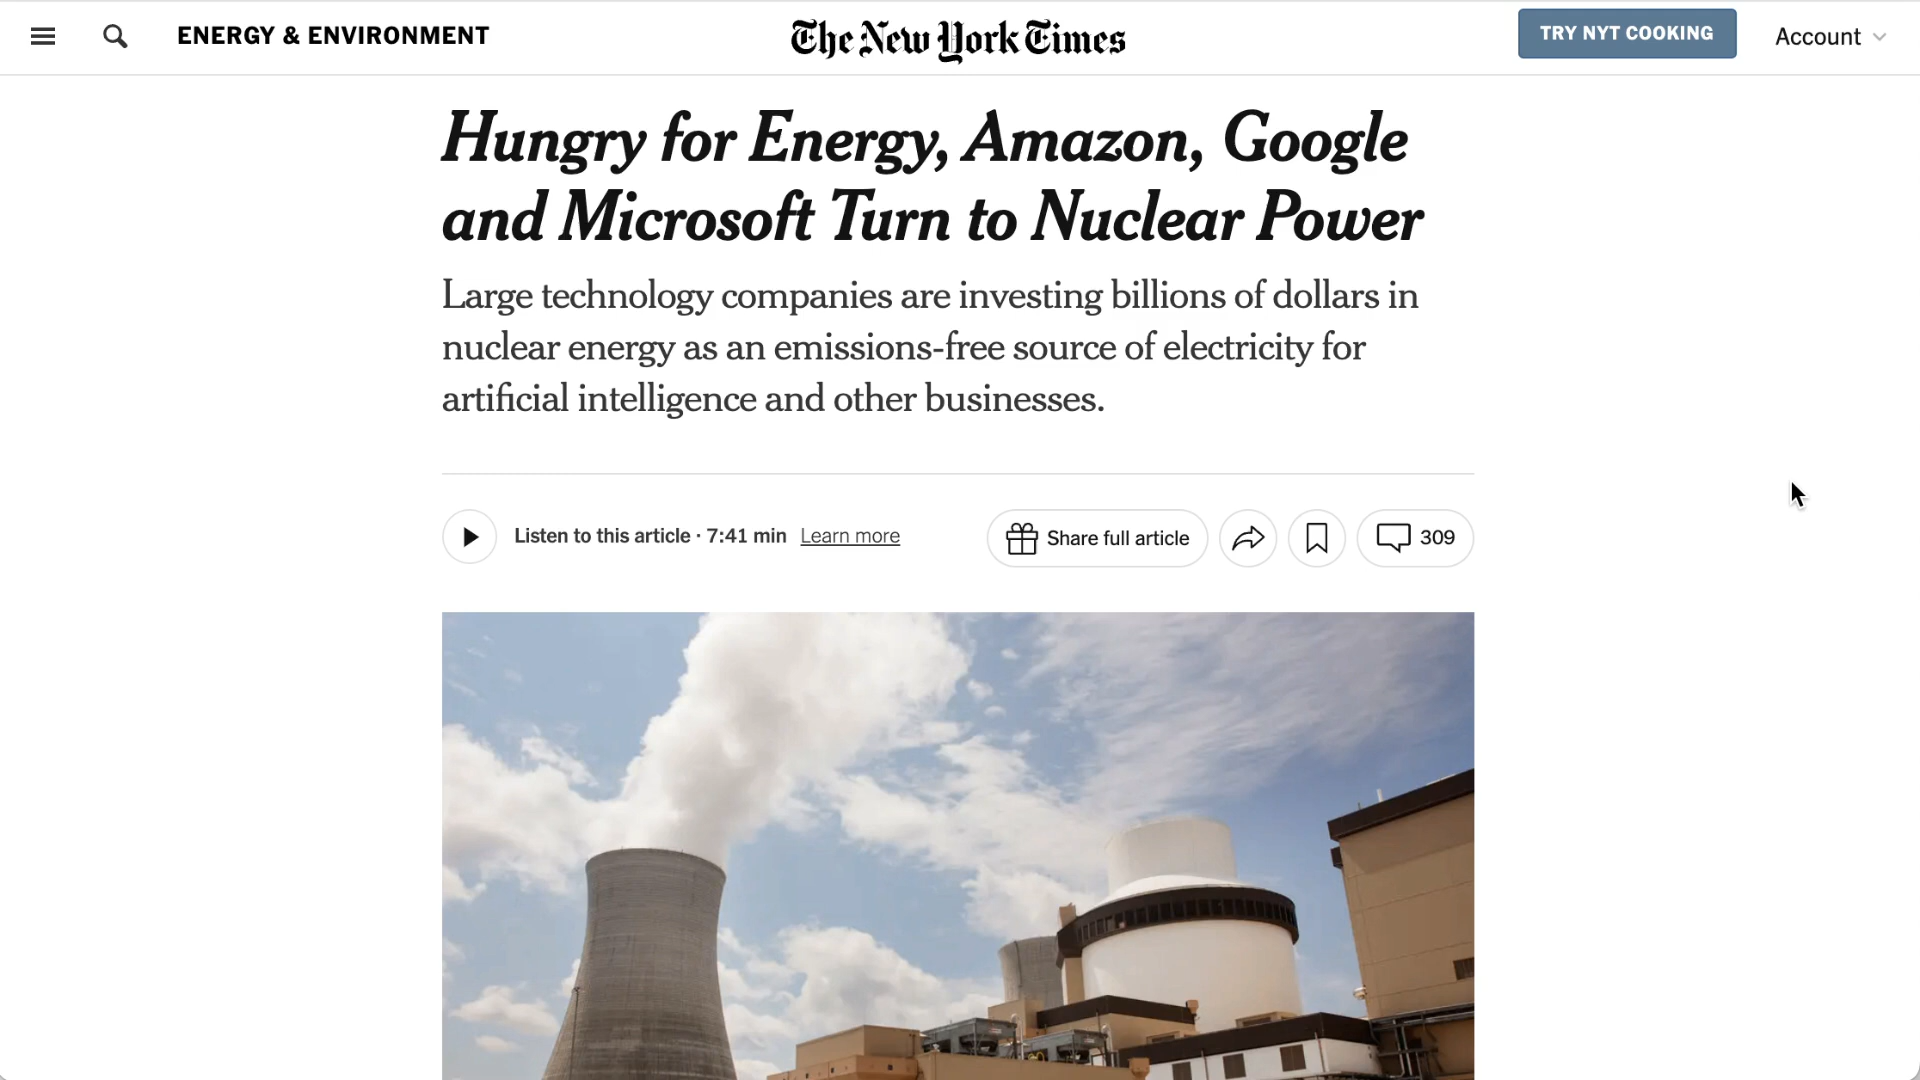 ENERGY & ENVIRONMENT
The New York Times
TRY NYT COOKING
Account
Hungry for Energy, Amazon, Google
and Microsoft Turn to Nuclear Power
Large technology companies are investing billions of dollars in
nuclear energy as an emissions-free source of electricity for
artificial intelligence and other businesses.
Listen to this article · 7:41 min Learn more
Share full article
309